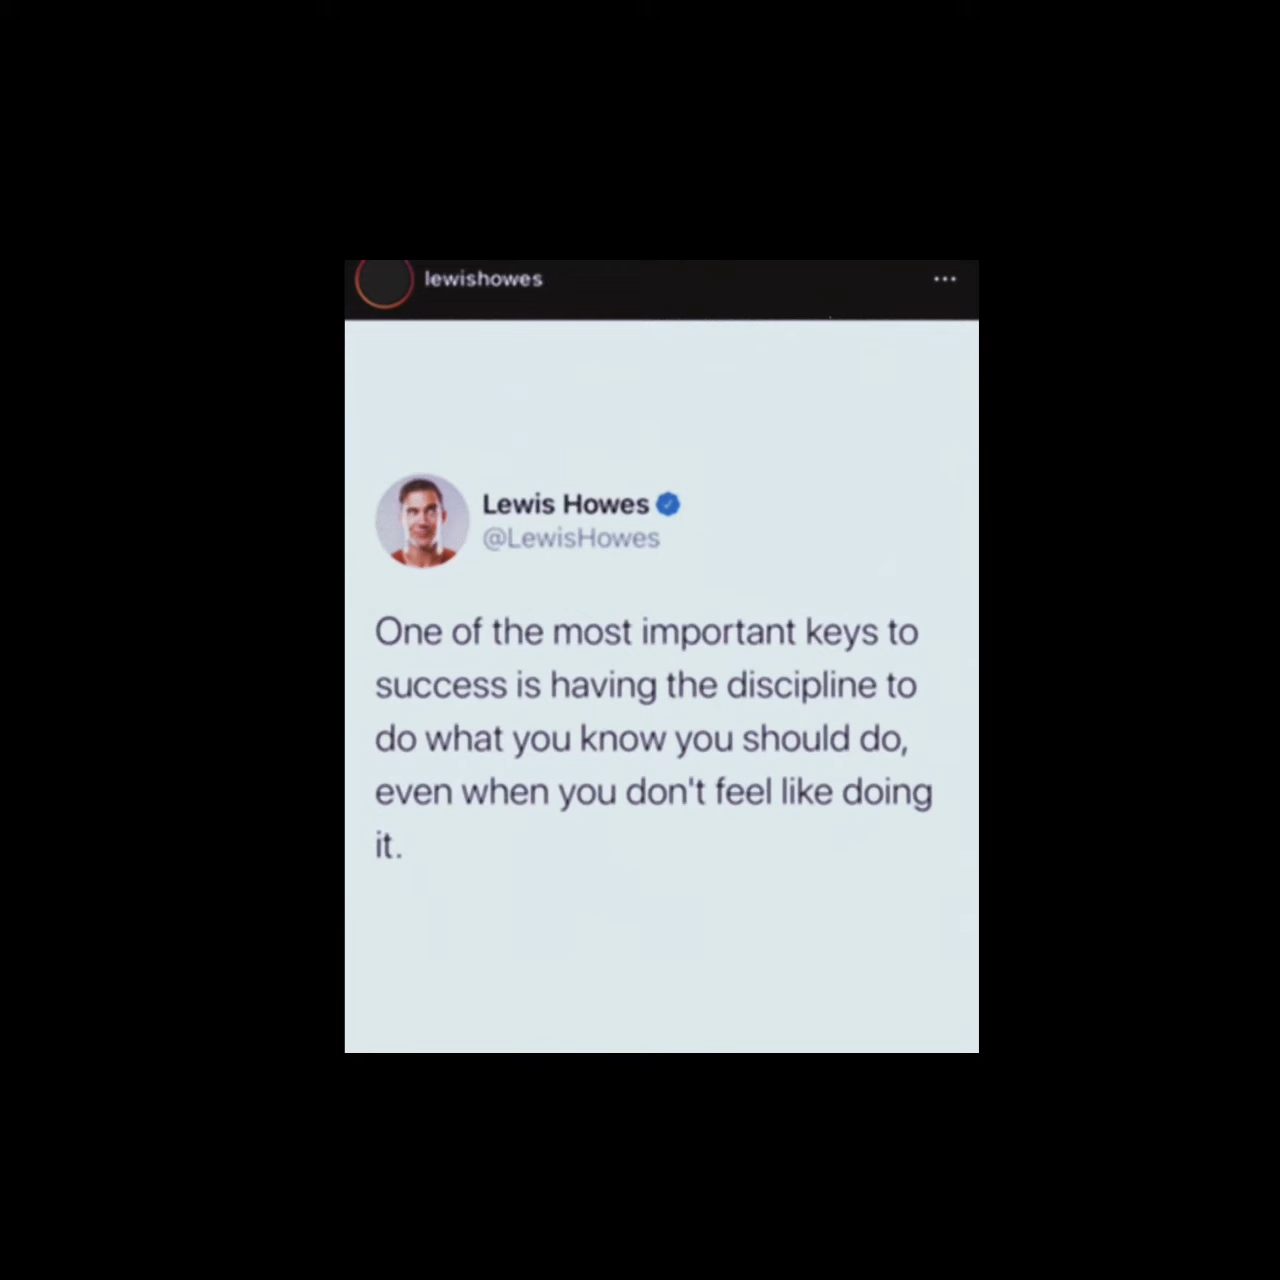 lewishowes
Lewis Howes
@LewisHowes
One of the most important keys to
success is having the discipline to
do what you know you should do,
even when you don't feel like doing
it.